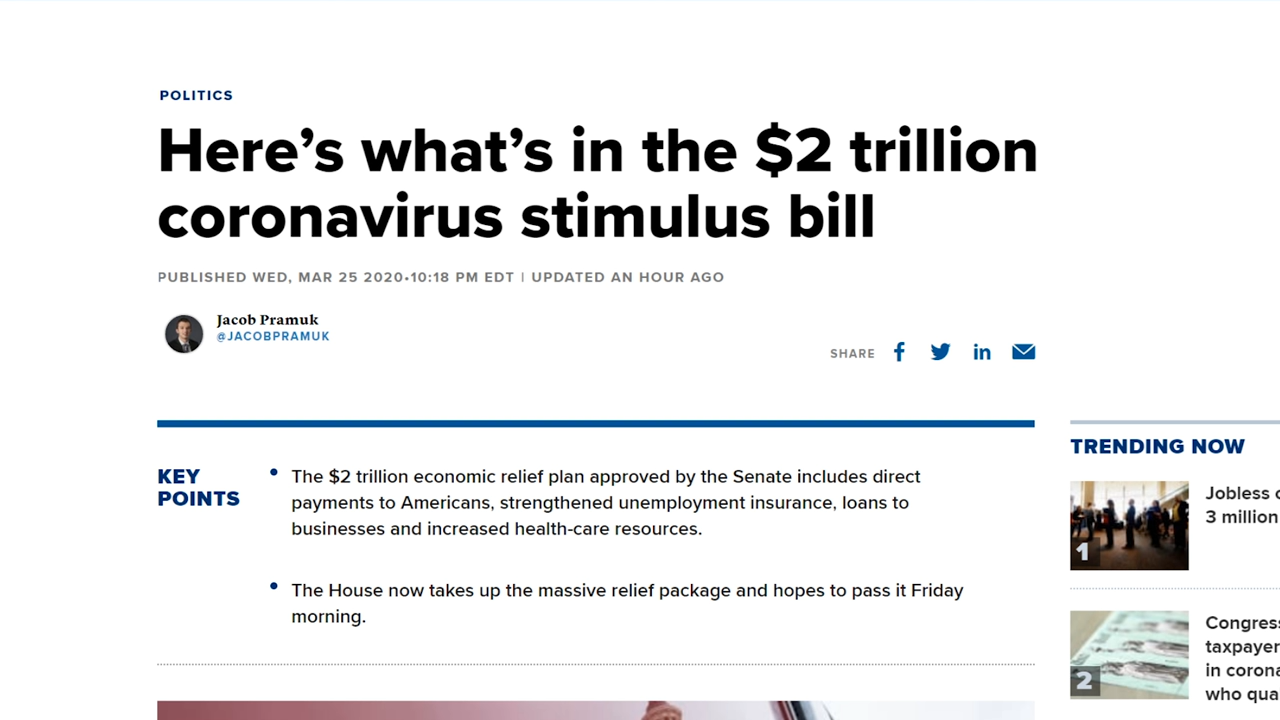 POLITICS
Here’s what’s in the $2 trillion
coronavirus stimulus bill
PUBLISHED WED, MAR 25 2020•10:18 PM EDT | UPDATED AN HOUR AGO
Jacob Pramuk
@JACOBPRAMUK
SHARE
KEY
POINTS
• The $2 trillion economic relief plan approved by the Senate includes direct
payments to Americans, strengthened unemployment insurance, loans to
businesses and increased health-care resources.
• The House now takes up the massive relief package and hopes to pass it Friday
morning.
TRENDING NOW
1
Jobless
3 million
2
taxpayer
in
who